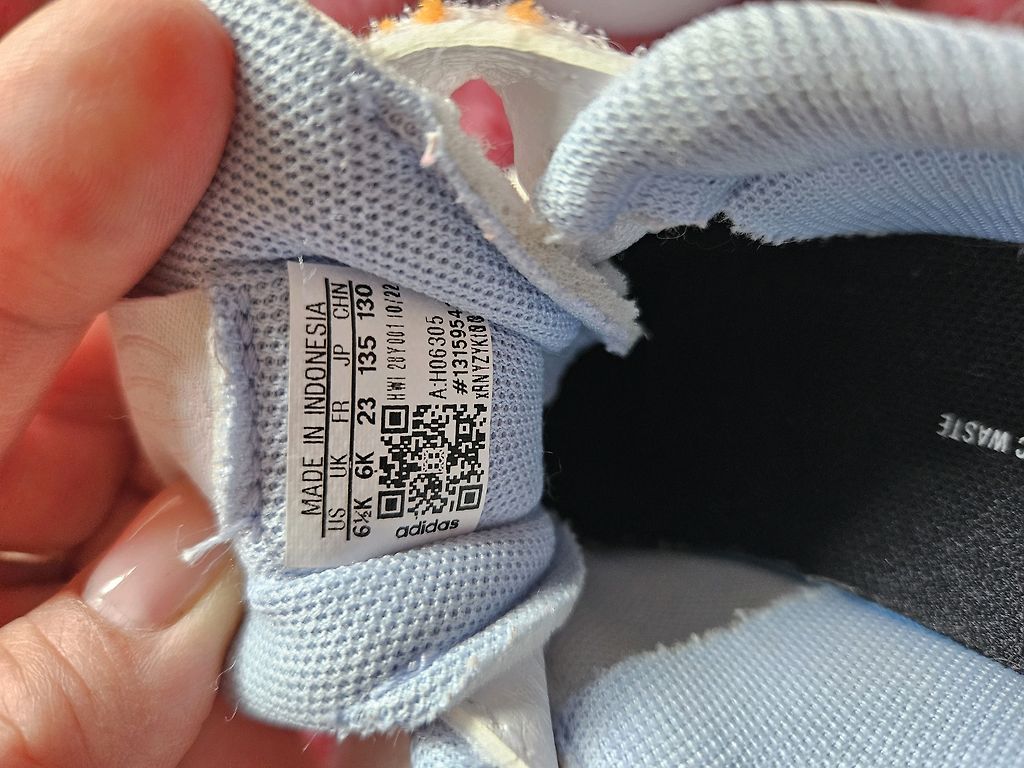 MADE IN INDONESIA
US UK FR JP CHN
6½K 6K 23 135 130
HWI 28Y001 10/22
A:H06305
#1315954
adidas
WASTE